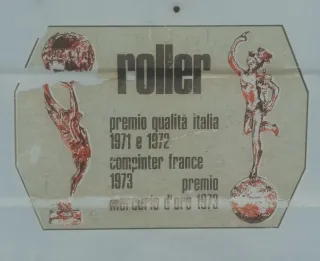 roller
premio qualità italia
1971 e 1972
compinter france
1973 premio
mercurio d'oro 1973